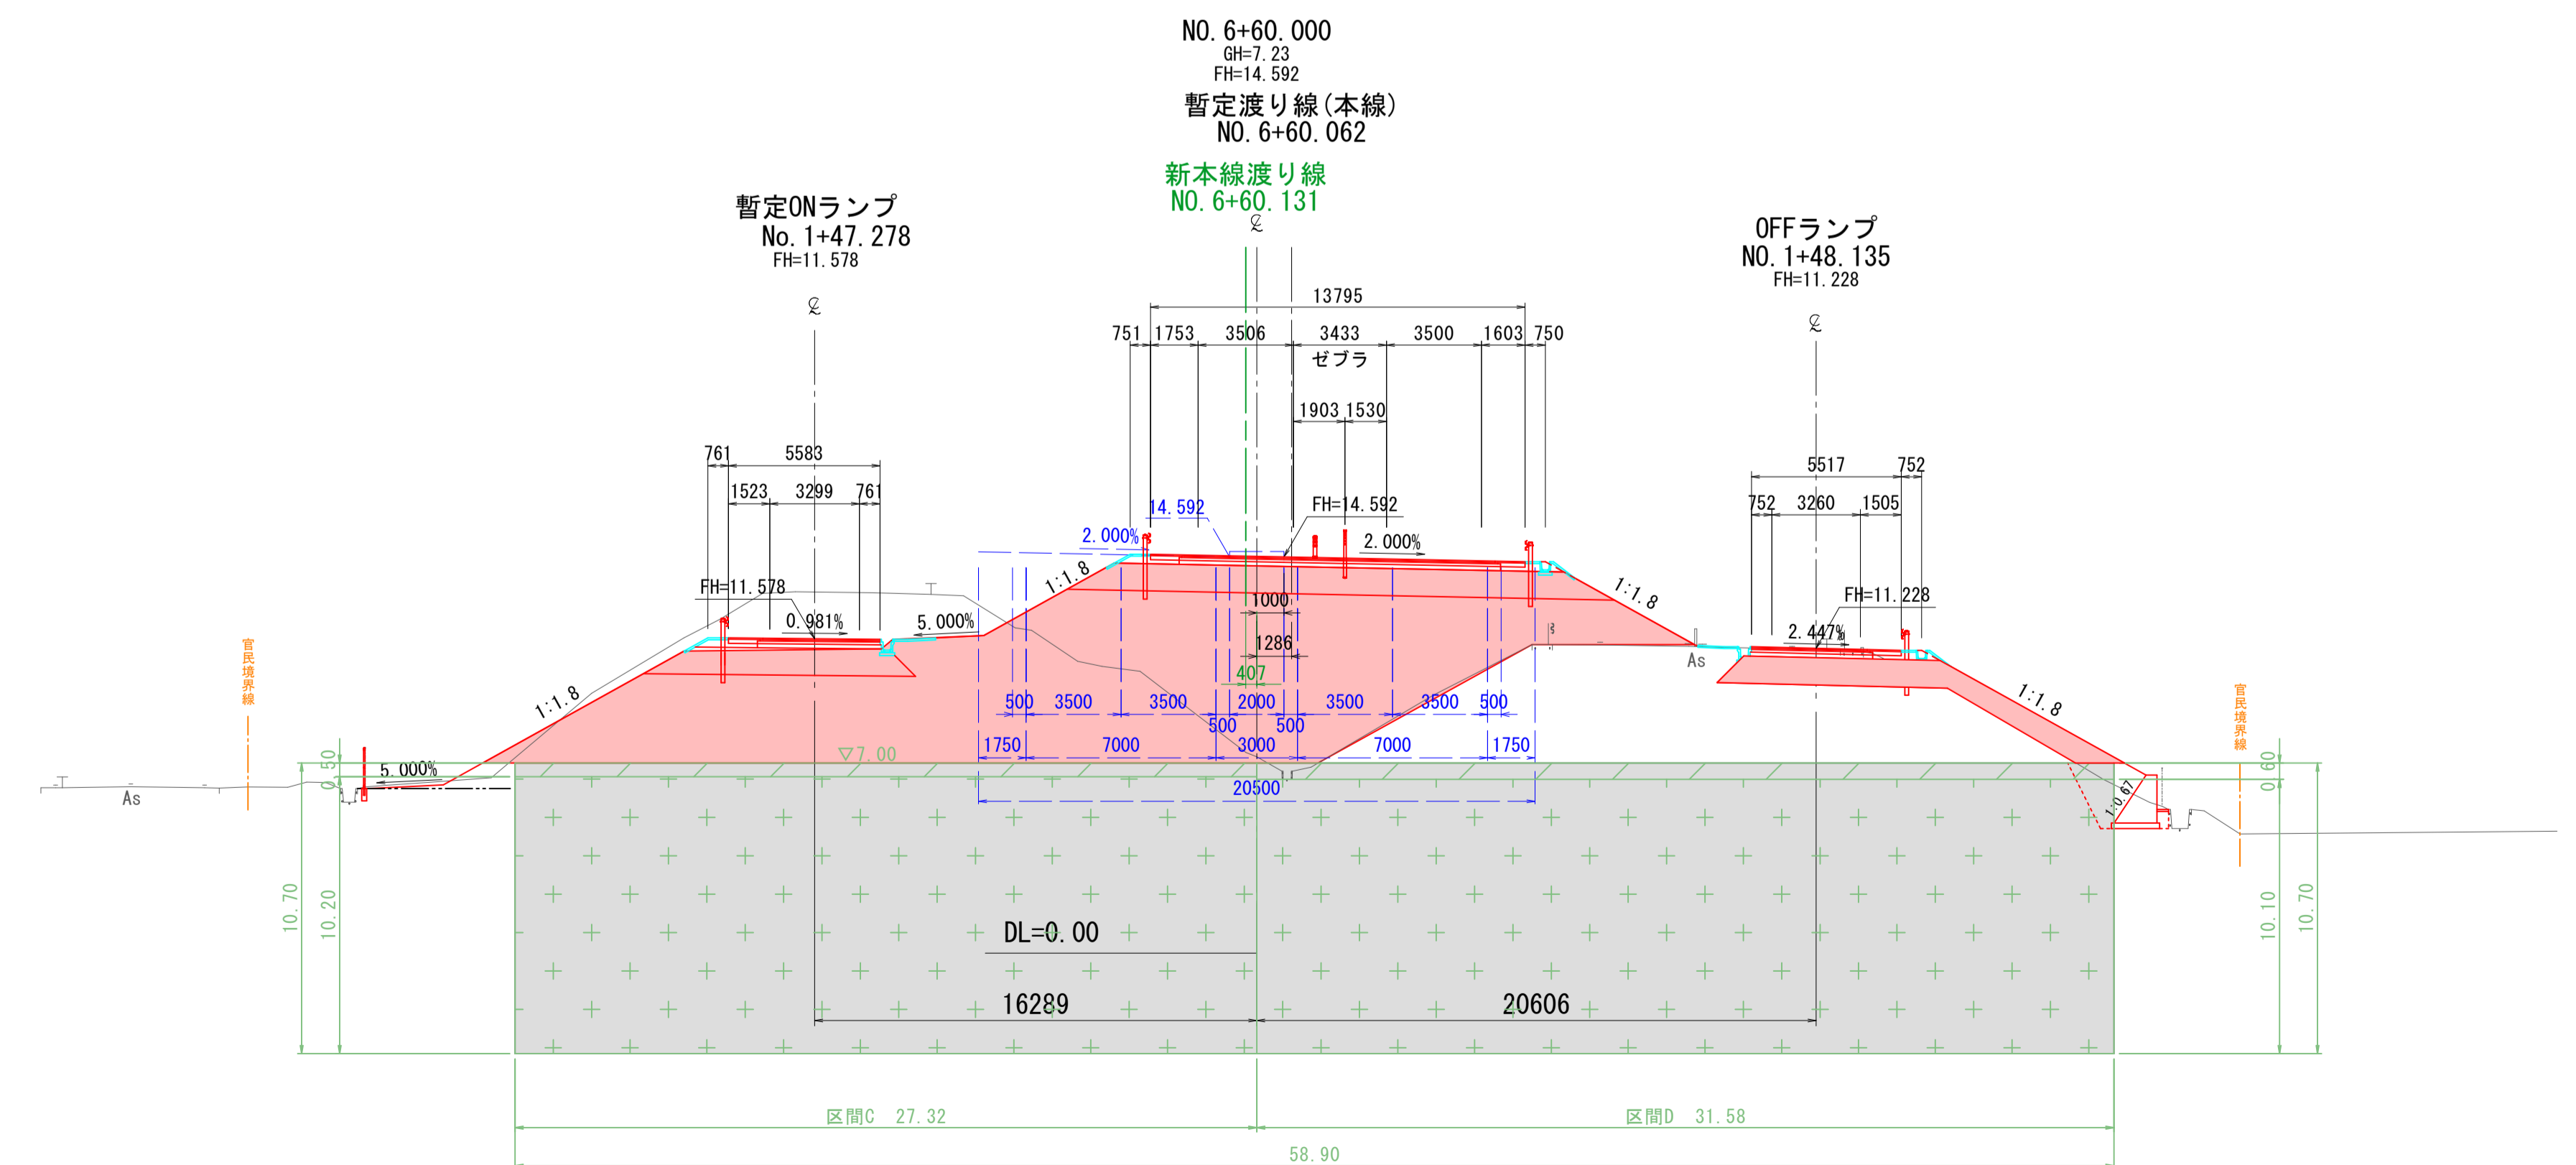 NO. 6+60.000
GH=7.23
FH=14.592
暫定渡り線(本線)
NO. 6+60.062
新本線渡り線
NO. 6+60.131
℄
暫定ONランプ
No. 1+47.278
FH=11.578
℄
OFFランプ
NO. 1+48.135
FH=11.228
℄
13795
751 1753 3506 3433 3500 1603 750
ゼブラ
1903 1530
761 5583
1523 3299 761
5517 752
752 3260 1505
14.592
FH=14.592
2.000%
2.000%
1:1.8
1:1.8
FH=11.578
0.981%
5.000%
FH=11.228
2.447%
As
1:1.8
1:1.8
1000
1286
407
500 3500 3500 2000 3500 3500 500
500 500
1750 7000 3000 7000 1750
20500
▽7.00
官民境界線
官民境界線
5.000%
As
0.50
10.70
10.20
0.60
10.10
10.70
1:0.67
DL=0.00
16289
20606
区間C 27.32
区間D 31.58
58.90